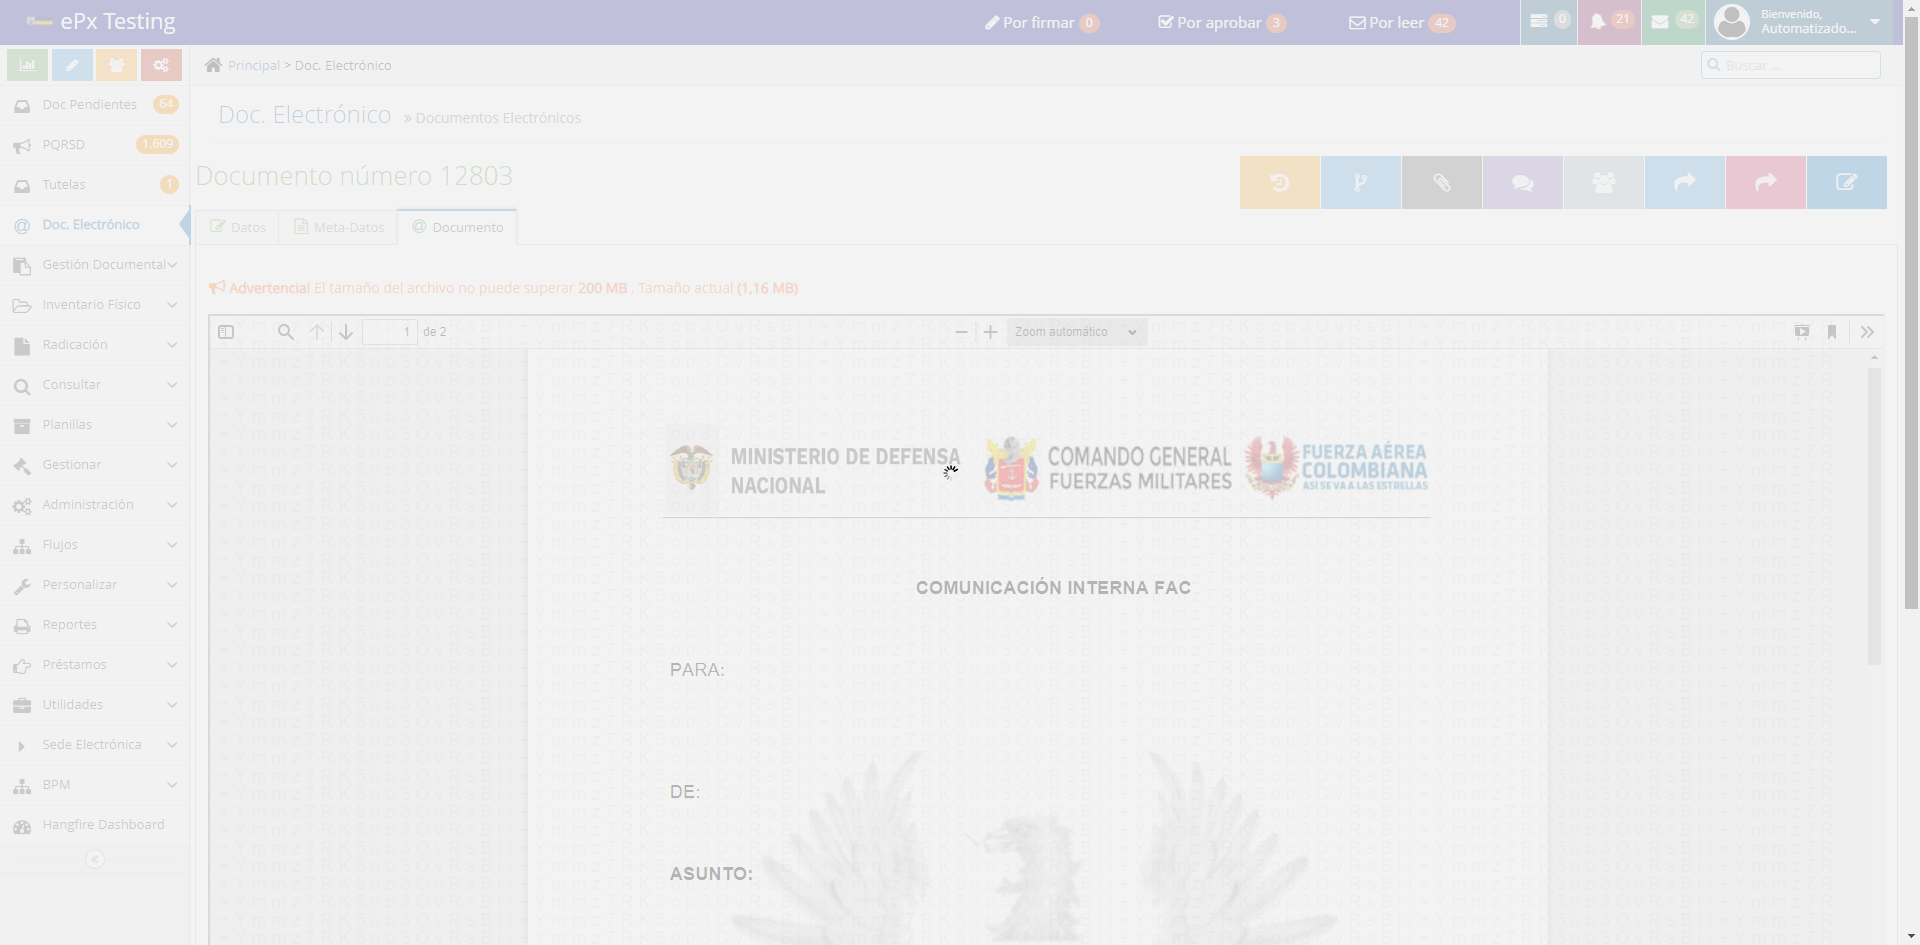 ePx Testing
Por firmar 0
Por aprobar 3
Por leer 42
0
21
42
Bienvenido,
Automatizado...
Principal > Doc. Electrónico
Buscar ...
Doc Pendientes 64
PQRSD 1.609
Tutelas 1
Doc. Electrónico
Gestión Documental
Inventario Físico
Radicación
Consultar
Planillas
Gestionar
Administración
Flujos
Personalizar
Reportes
Préstamos
Utilidades
Sede Electrónica
BPM
Hangfire Dashboard
Doc. Electrónico » Documentos Electrónicos
Documento número 12803
Datos
Meta-Datos
Documento
Advertencia! El tamaño del archivo no puede superar 200 MB . Tamaño actual (1,16 MB)
1 de 2
Zoom automático
MINISTERIO DE DEFENSA
NACIONAL
COMANDO GENERAL
FUERZAS MILITARES
FUERZA AÉREA
COLOMBIANA
ASÍ SE VA A LAS ESTRELLAS
COMUNICACIÓN INTERNA FAC
PARA:
DE:
ASUNTO: